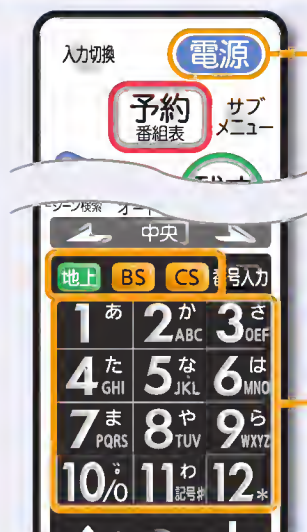 入力切換 電源
予約 サブ
番組表 メニュー
中央
地上 BS CS 番号入力
1 あ 2 か ABC 3 さ DEF
4 た GHI 5 な JKL 6 は MNO
7 ま PQRS 8 や TUV 9 ら WXYZ
10/0 ゛゜ 11 わ 記号# 12 *